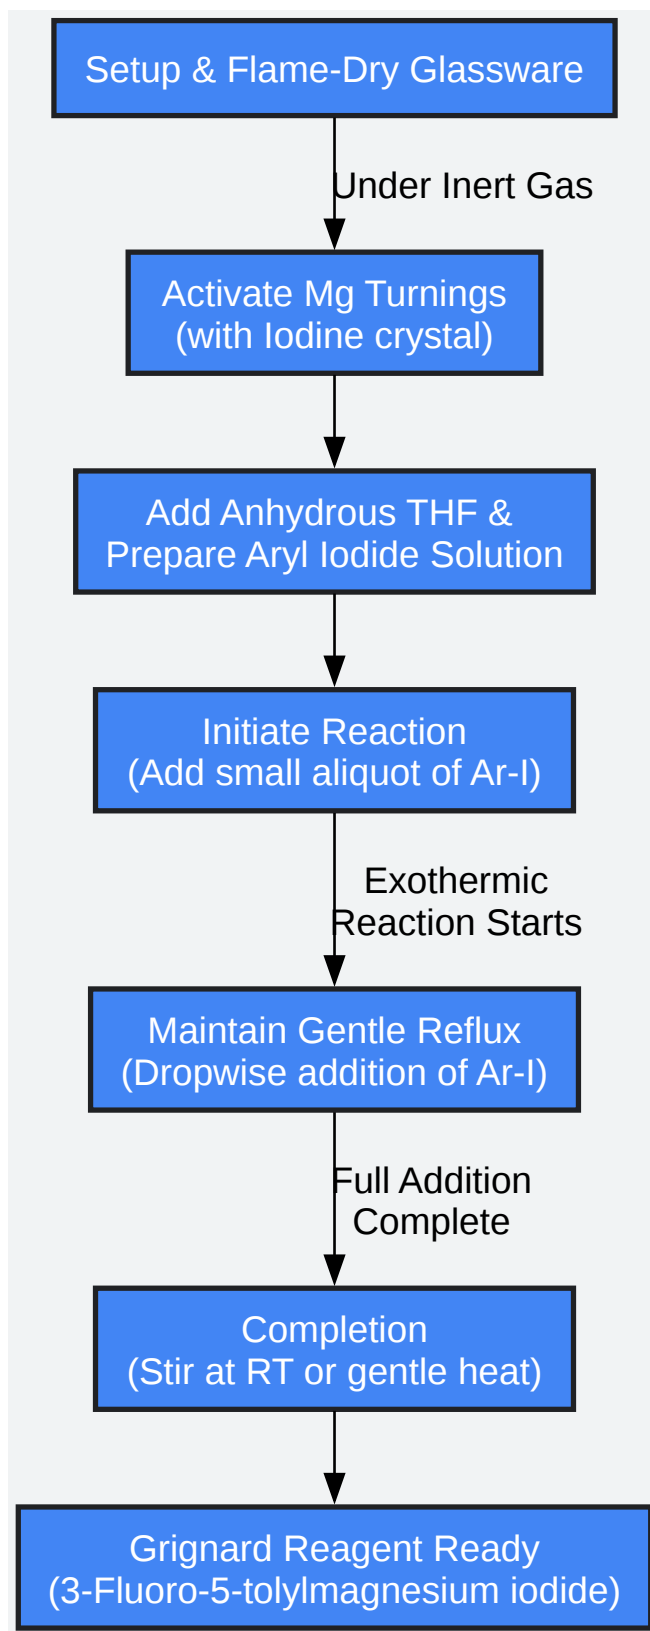 Setup & Flame-Dry Glassware
Under Inert Gas
Activate Mg Turnings
(with Iodine crystal)
Add Anhydrous THF &
Prepare Aryl Iodide Solution
Initiate Reaction
(Add small aliquot of Ar-I)
Exothermic
Reaction Starts
Maintain Gentle Reflux
(Dropwise addition of Ar-I)
Full Addition
Complete
Completion
(Stir at RT or gentle heat)
Grignard Reagent Ready
(3-Fluoro-5-tolylmagnesium iodide)